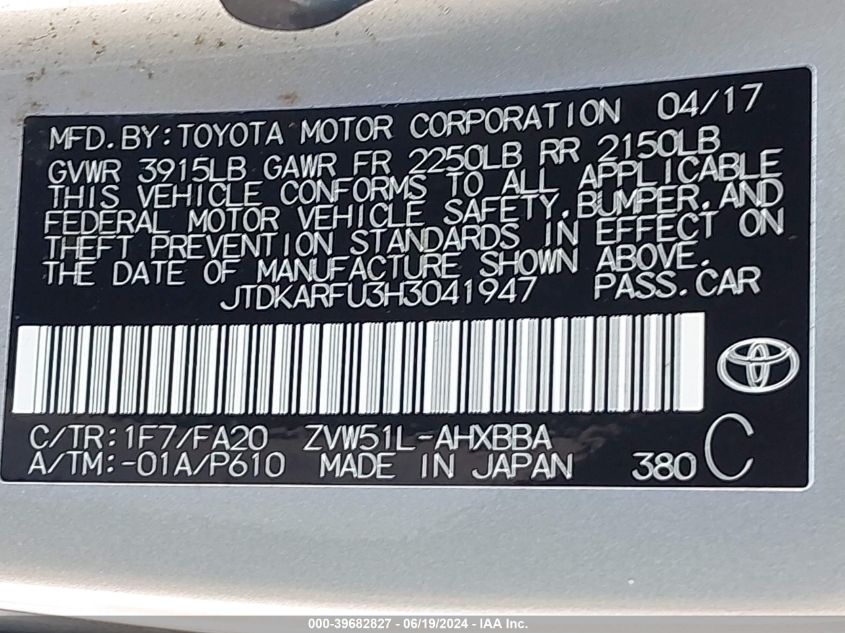 MFD. BY: TOYOTA MOTOR CORPORATION 04/17
GVWR 3915LB GAWR FR 2250LB RR 2150LB
THIS VEHICLE CONFORMS TO ALL APPLICABLE
FEDERAL MOTOR VEHICLE SAFETY, BUMPER, AND
THEFT PREVENTION STANDARDS IN EFFECT ON
THE DATE OF MANUFACTURE SHOWN ABOVE.
JTDKARFU3H3041947 PASS. CAR
C/TR: 1F7/FA20 ZVW51L-AHXBBA
A/TM: -01A/P610 MADE IN JAPAN 380 C
000-39682827 - 06/19/2024 - IAA Inc.